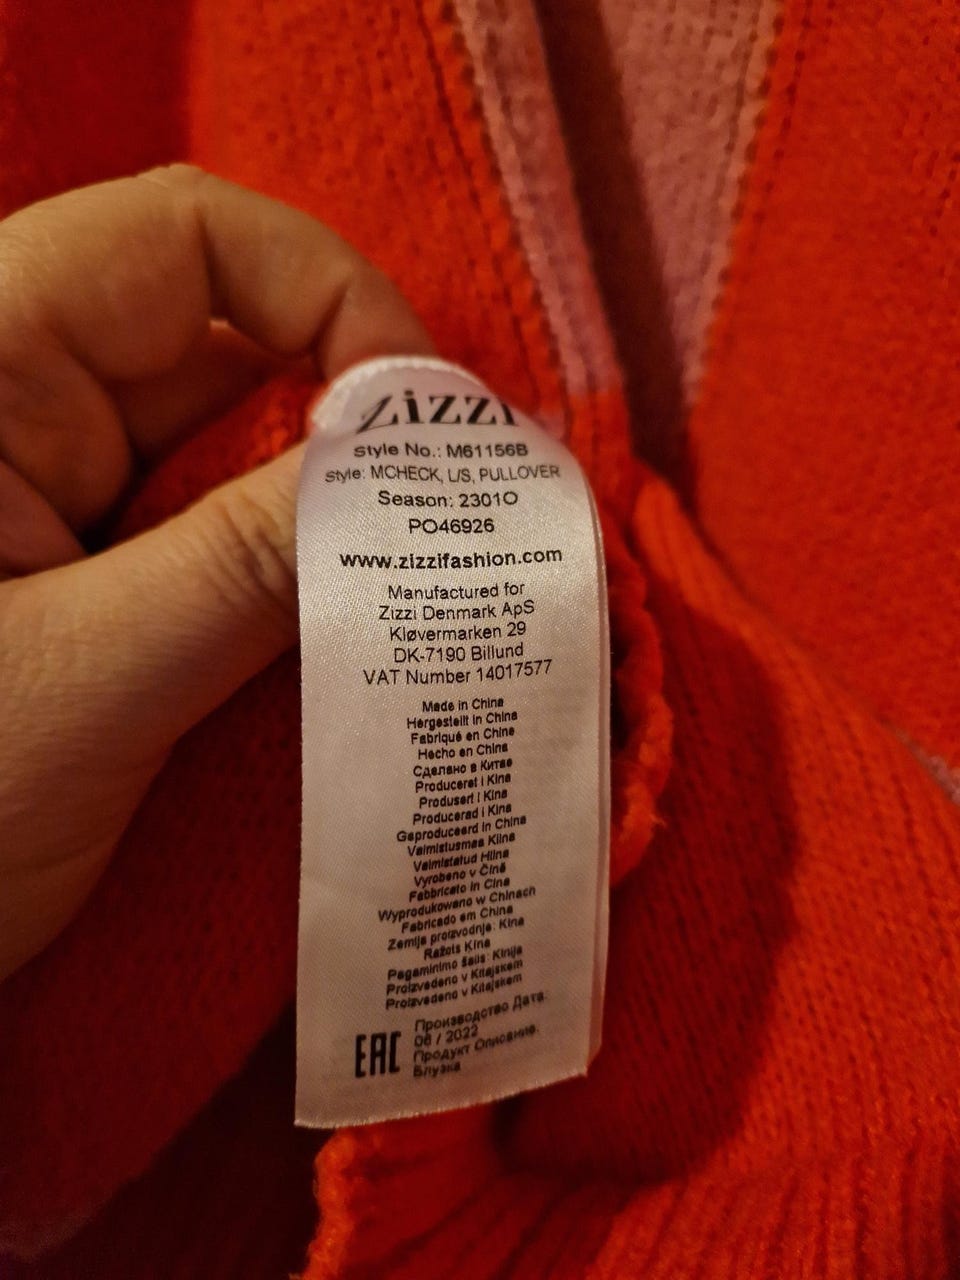 Zizzi
Style No.: M61156B
Style: MCHECK, L/S, PULLOVER
Season: 2301O
PO46926
www.zizzifashion.com
Manufactured for
Zizzi Denmark ApS
Kløvermarken 29
DK-7190 Billund
VAT Number 14017577
Made in China
Hergestellt in China
Fabriqué en Chine
Hecho en China
Сделано в Китае
Produceret i Kina
Produsert i Kina
Producerad i Kina
Geproduceerd in China
Valmistusmaa Kiina
Valmistatud Hiina
Vyrobeno v Číně
Fabbricato in Cina
Wyprodukowano w Chinach
Fabricado em China
Zemlja proizvodnje: Kina
Ražots Kīna
Pagaminimo šalis: Kinija
Proizvedeno v Kitajskem
Proizvedeno v Kitajskem
EAC
Производство Дата:
06 / 2022
Продукт Описание:
Блузка